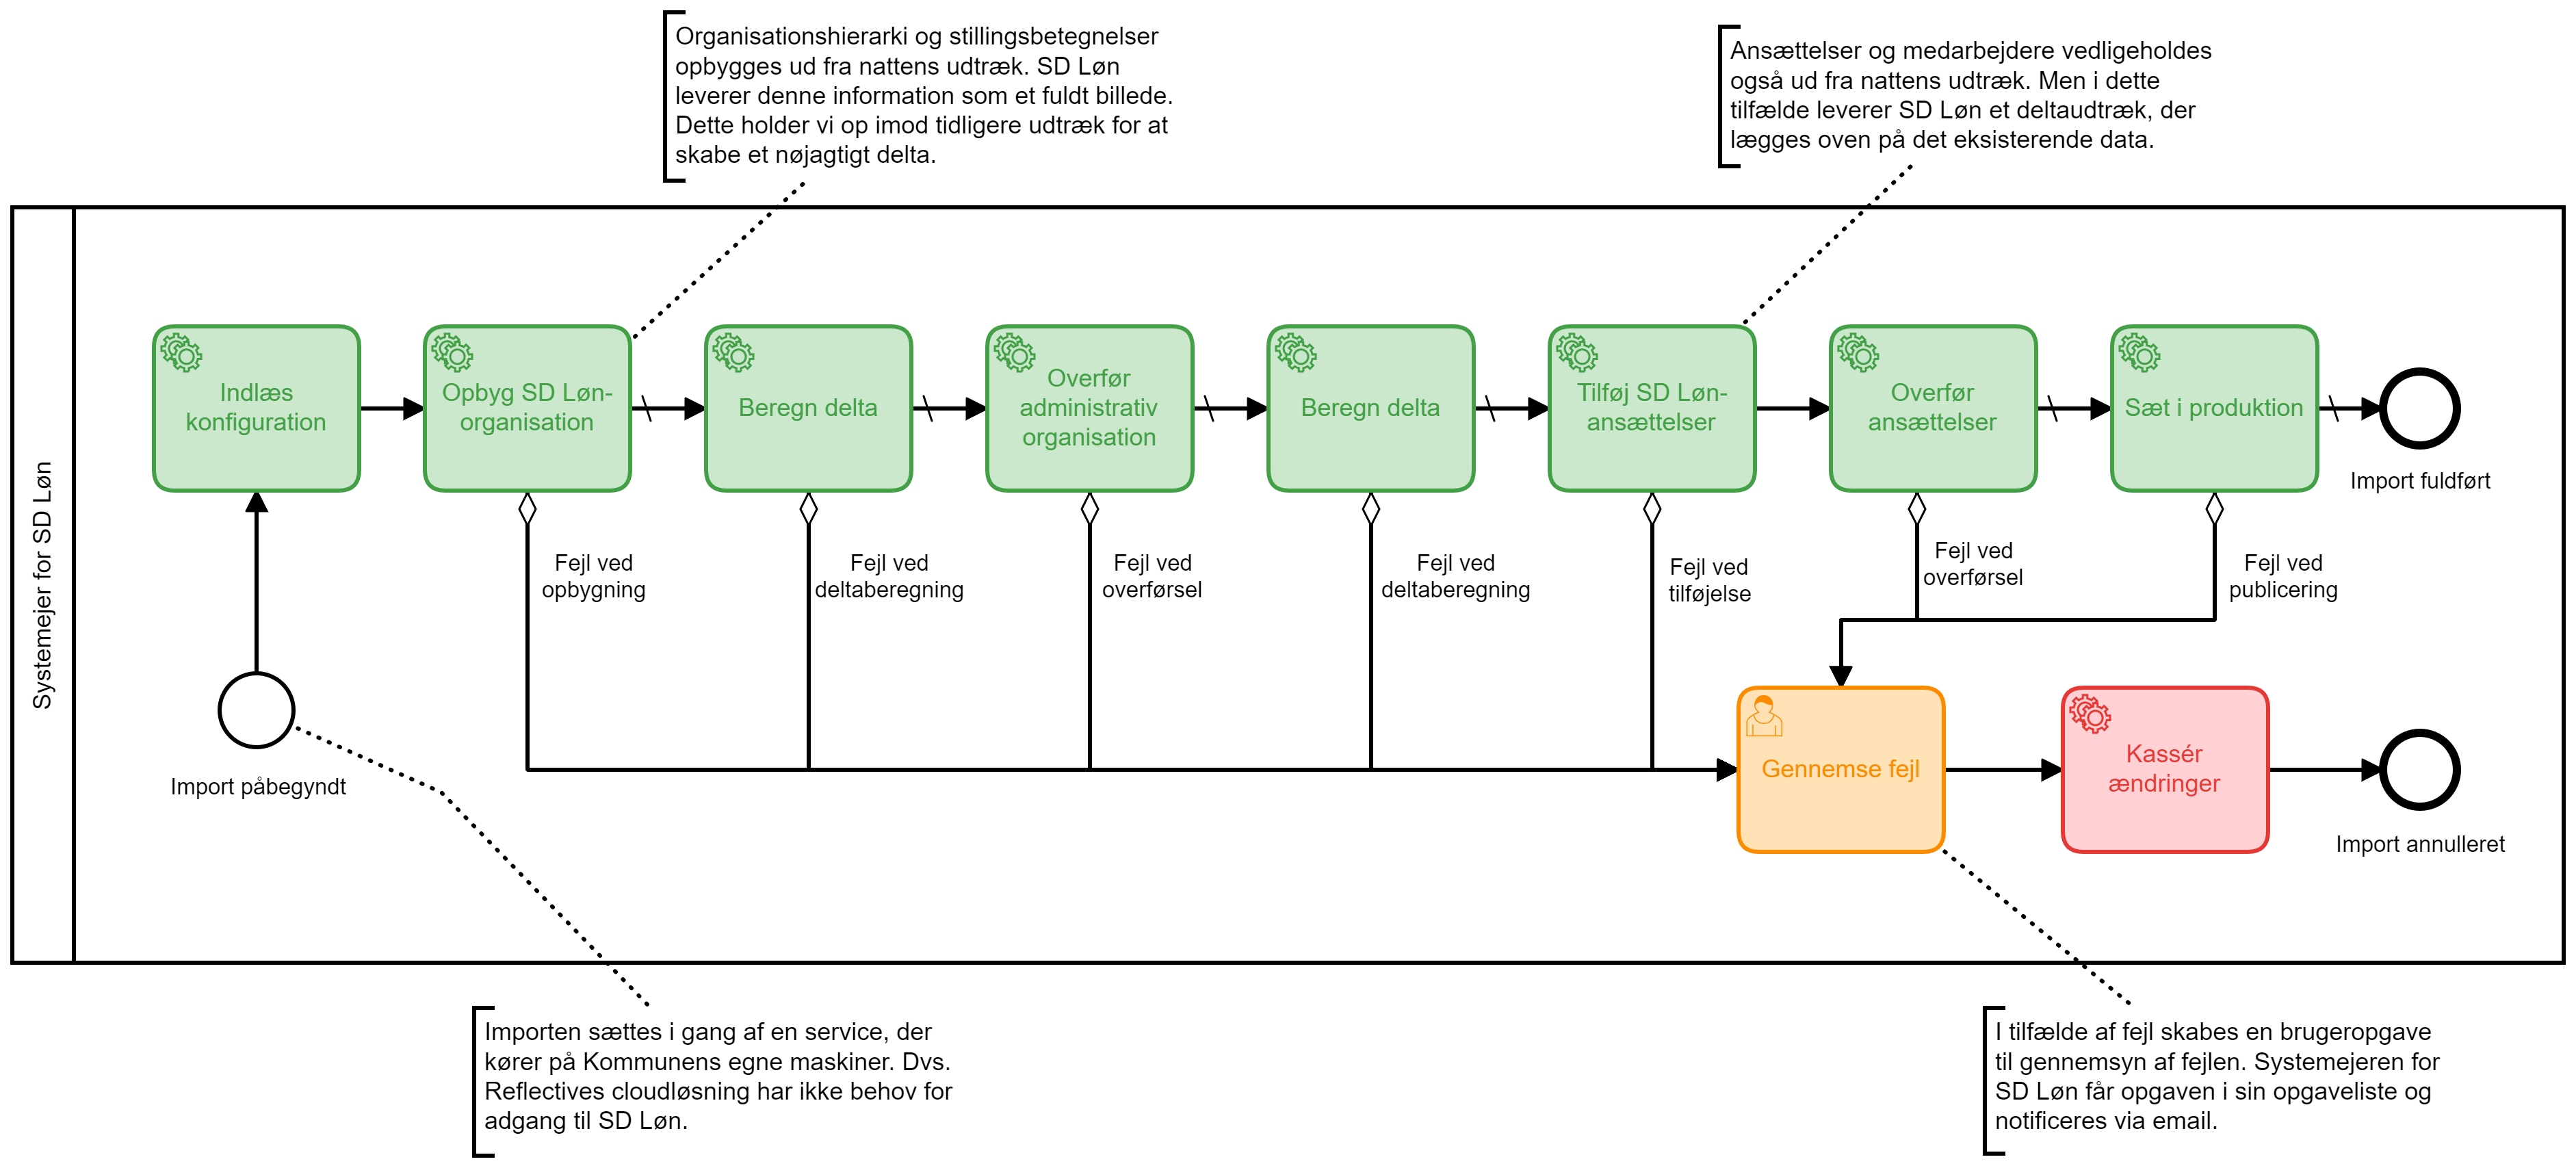 Organisationshierarki og stillingsbetegnelser
opbygges ud fra nattens udtræk. SD Løn
leverer denne information som et fuldt billede.
Dette holder vi op imod tidligere udtræk for at
skabe et nøjagtigt delta.
Ansættelser og medarbejdere vedligeholdes
også ud fra nattens udtræk. Men i dette
tilfælde leverer SD Løn et deltaudtræk, der
lægges oven på det eksisterende data.
Systemejer for SD Løn
Indlæs
konfiguration
Opbyg SD Løn-
organisation
Beregn delta
Overfør
administrativ
organisation
Beregn delta
Tilføj SD Løn-
ansættelser
Overfør
ansættelser
Sæt i produktion
Import fuldført
Fejl ved
opbygning
Fejl ved
deltaberegning
Fejl ved
overførsel
Fejl ved
deltaberegning
Fejl ved
tilføjelse
Fejl ved
overførsel
Fejl ved
publicering
Import påbegyndt
Gennemse fejl
Kassér
ændringer
Import annulleret
Importen sættes i gang af en service, der
kører på Kommunens egne maskiner. Dvs.
Reflectives cloudløsning har ikke behov for
adgang til SD Løn.
I tilfælde af fejl skabes en brugeropgave
til gennemsyn af fejlen. Systemejeren for
SD Løn får opgaven i sin opgaveliste og
notificeres via email.